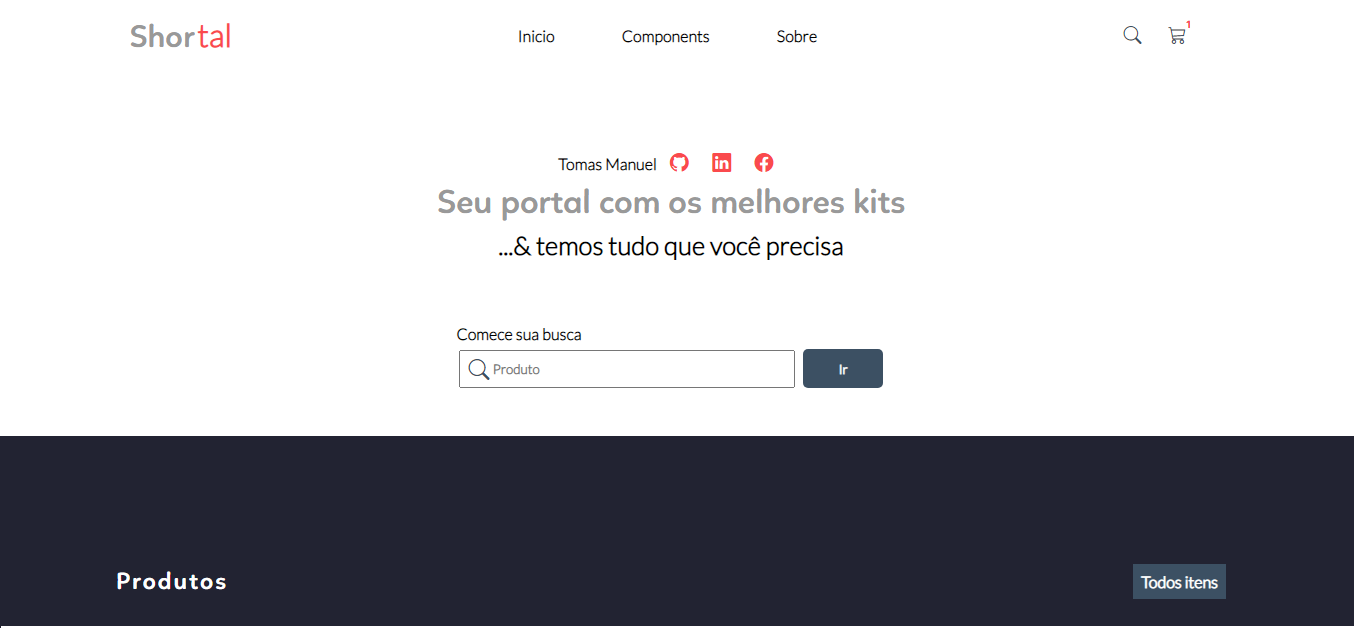 Shortal
Inicio Components Sobre
1
Tomas Manuel
Seu portal com os melhores kits
...& temos tudo que você precisa
Comece sua busca
Produto
Ir
Produtos
Todos itens